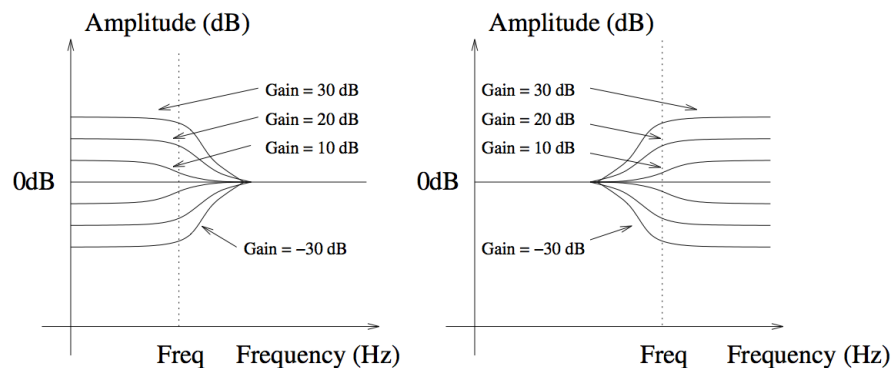 Amplitude (dB)
Gain = 30 dB
Gain = 20 dB
Gain = 10 dB
0dB
Gain = −30 dB
Freq
Frequency (Hz)
Amplitude (dB)
Gain = 30 dB
Gain = 20 dB
Gain = 10 dB
0dB
Gain = −30 dB
Freq
Frequency (Hz)